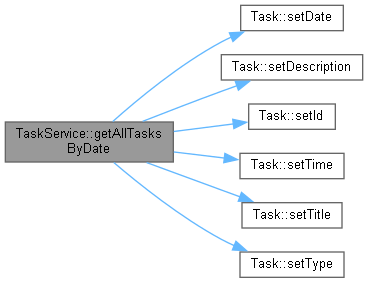 TaskService::getAllTasks
ByDate
Task::setDate
Task::setDescription
Task::setId
Task::setTime
Task::setTitle
Task::setType